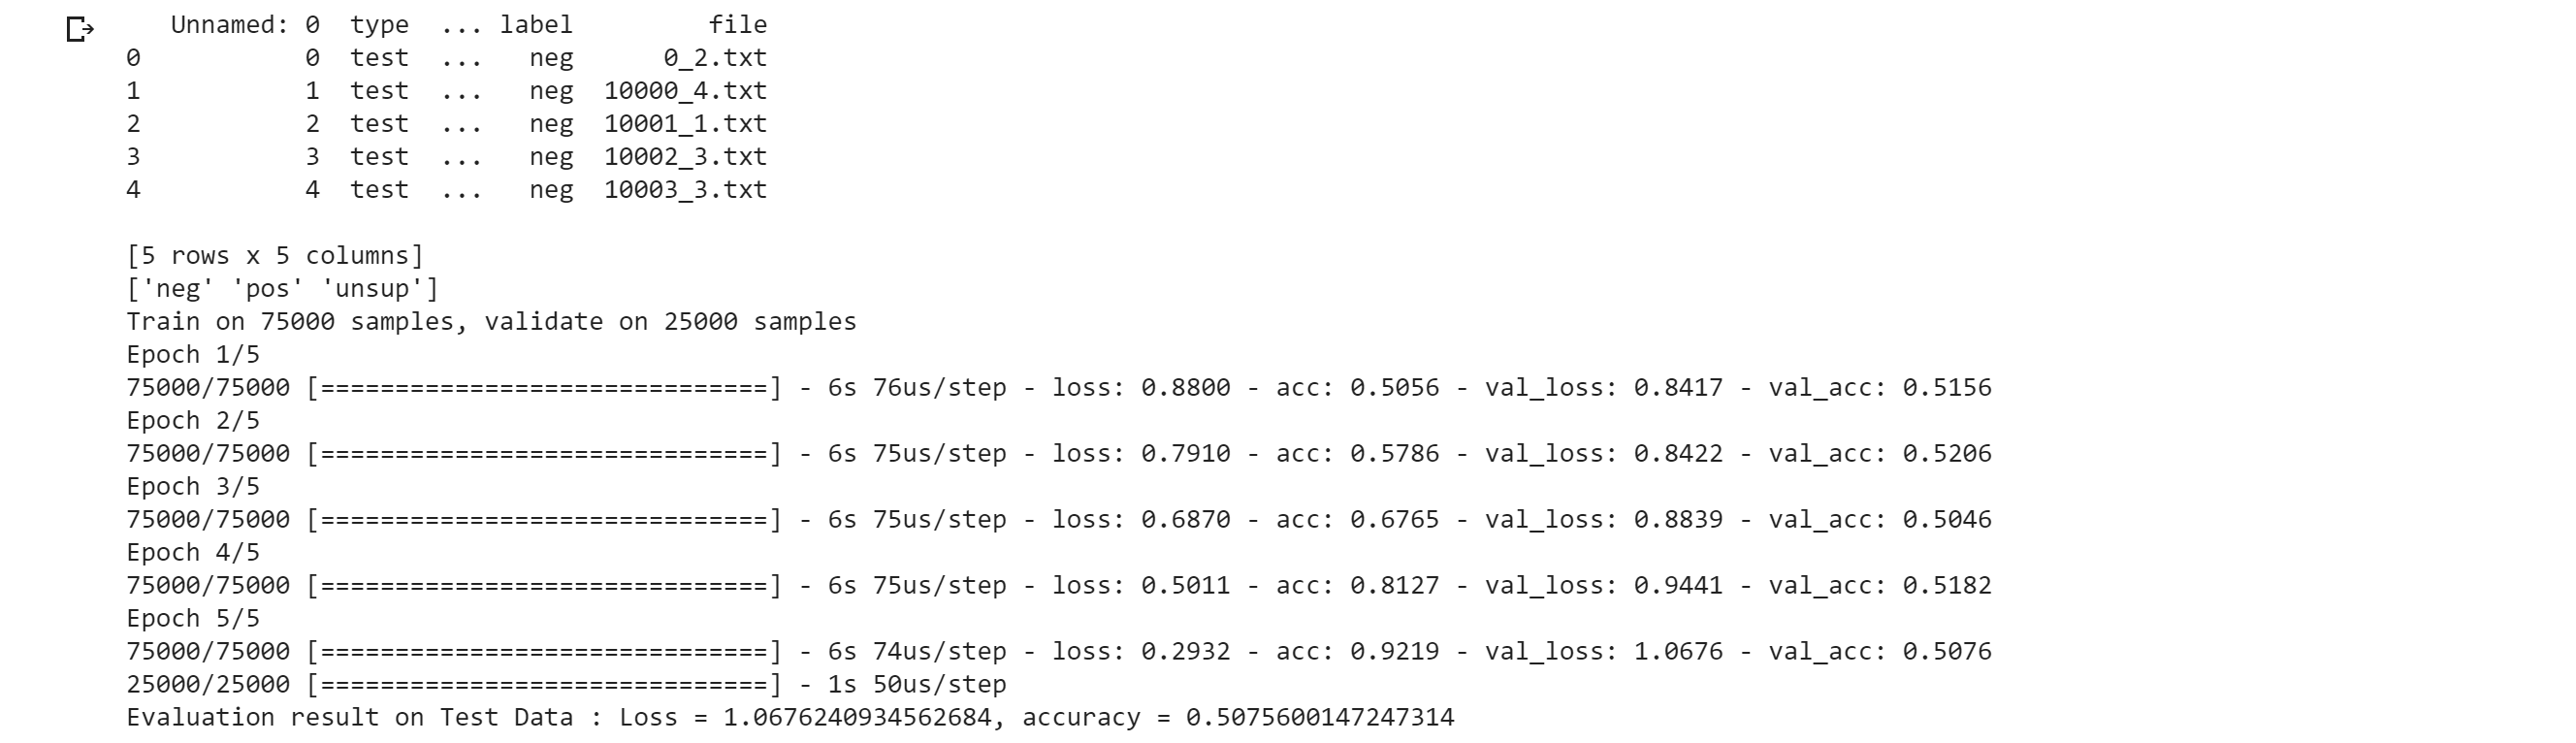 Unnamed: 0 type ... label file
0 0 test ... neg 0_2.txt
1 1 test ... neg 10000_4.txt
2 2 test ... neg 10001_1.txt
3 3 test ... neg 10002_3.txt
4 4 test ... neg 10003_3.txt
[5 rows x 5 columns]
['neg' 'pos' 'unsup']
Train on 75000 samples, validate on 25000 samples
Epoch 1/5
75000/75000 [==============================] - 6s 76us/step - loss: 0.8800 - acc: 0.5056 - val_loss: 0.8417 - val_acc: 0.5156
Epoch 2/5
75000/75000 [==============================] - 6s 75us/step - loss: 0.7910 - acc: 0.5786 - val_loss: 0.8422 - val_acc: 0.5206
Epoch 3/5
75000/75000 [==============================] - 6s 75us/step - loss: 0.6870 - acc: 0.6765 - val_loss: 0.8839 - val_acc: 0.5046
Epoch 4/5
75000/75000 [==============================] - 6s 75us/step - loss: 0.5011 - acc: 0.8127 - val_loss: 0.9441 - val_acc: 0.5182
Epoch 5/5
75000/75000 [==============================] - 6s 74us/step - loss: 0.2932 - acc: 0.9219 - val_loss: 1.0676 - val_acc: 0.5076
25000/25000 [==============================] - 1s 50us/step
Evaluation result on Test Data : Loss = 1.0676240934562684, accuracy = 0.5075600147247314